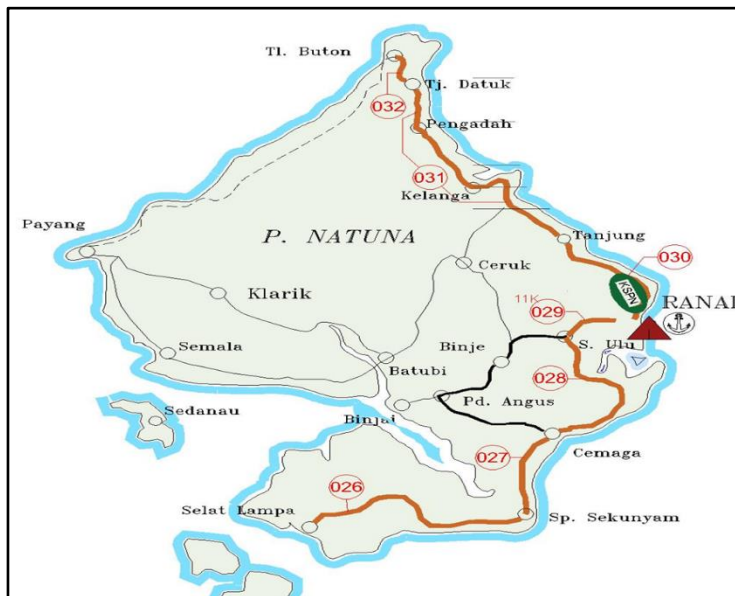 Tl. Buton
Tj. Datuk
032
Pengadah
031
Kelanga
Payang
P. NATUNA
Tanjung
030
Ceruk
KSPN
Klarik
11K
029
RANAI
Semala
Binje
S. Ulu
Batubi
028
Sedanau
Binjai
Pd. Angus
Cemaga
027
026
Selat Lampa
Sp. Sekunyam